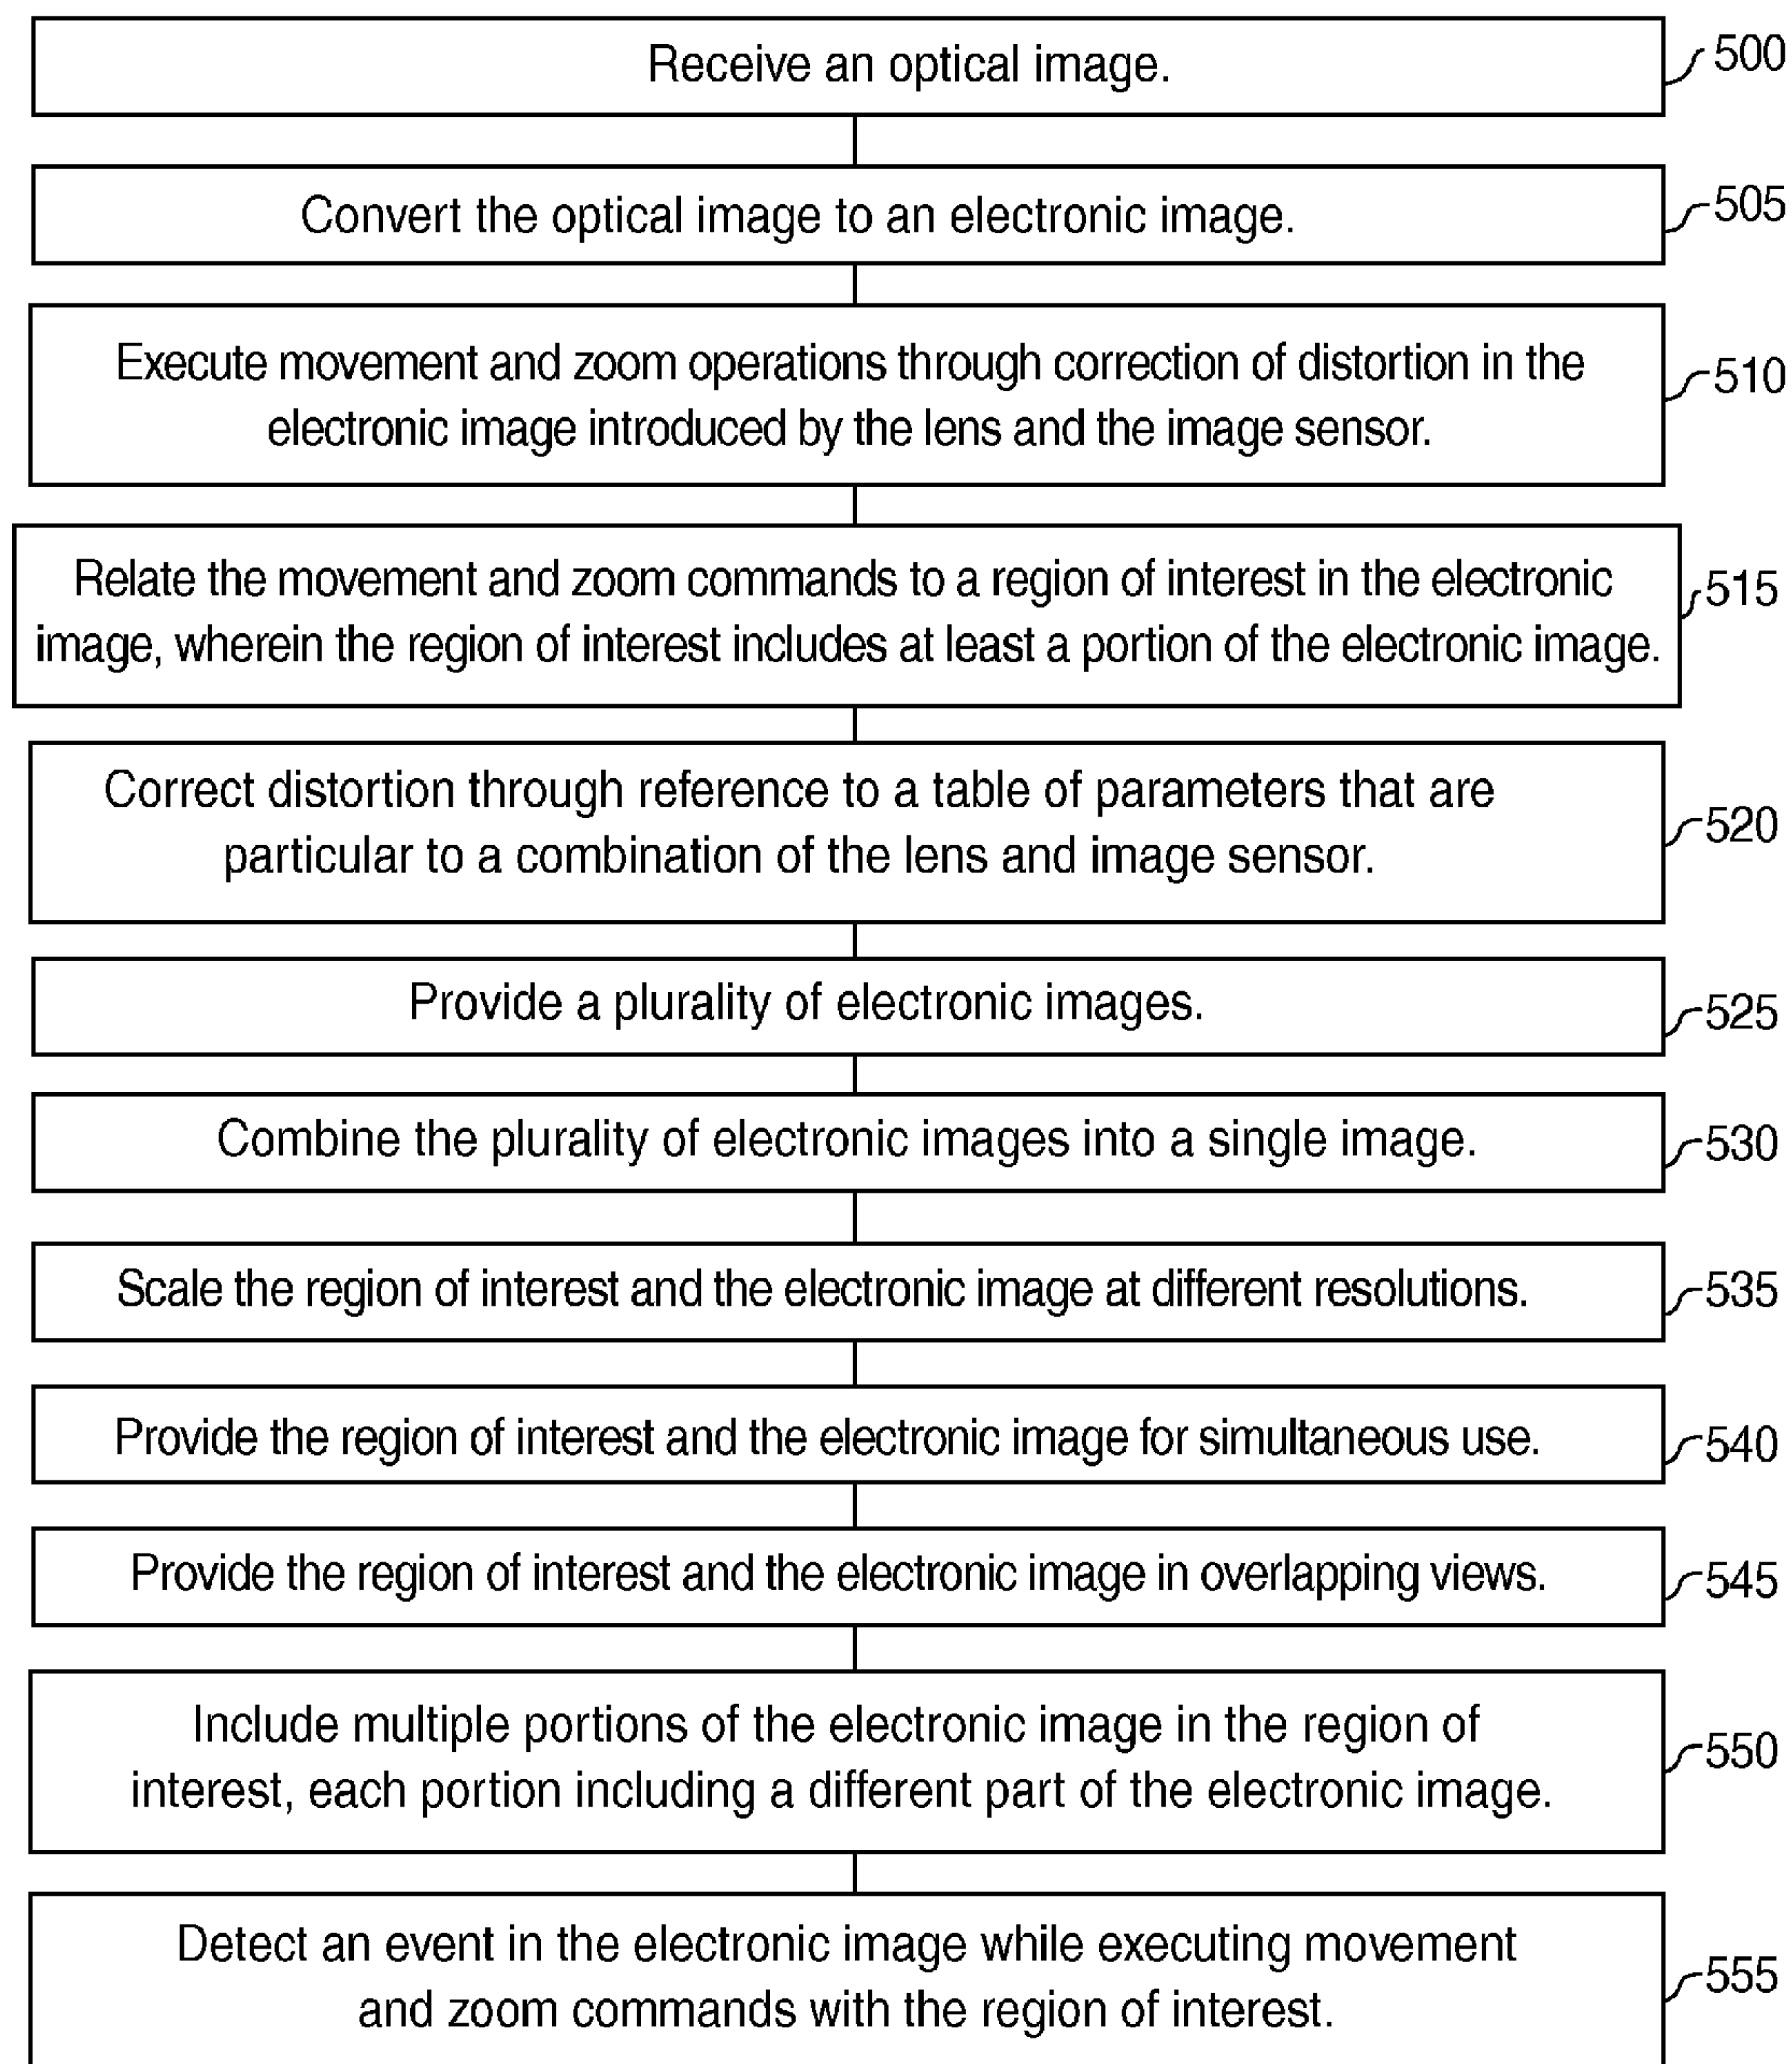 Receive an optical image.
500
Convert the optical image to an electronic image.
505
Execute movement and zoom operations through correction of distortion in the
electronic image introduced by the lens and the image sensor.
510
Relate the movement and zoom commands to a region of interest in the electronic
image, wherein the region of interest includes at least a portion of the electronic image.
515
Correct distortion through reference to a table of parameters that are
particular to a combination of the lens and image sensor.
520
Provide a plurality of electronic images.
525
Combine the plurality of electronic images into a single image.
530
Scale the region of interest and the electronic image at different resolutions.
535
Provide the region of interest and the electronic image for simultaneous use.
540
Provide the region of interest and the electronic image in overlapping views.
545
Include multiple portions of the electronic image in the region of
interest, each portion including a different part of the electronic image.
550
Detect an event in the electronic image while executing movement
and zoom commands with the region of interest.
555